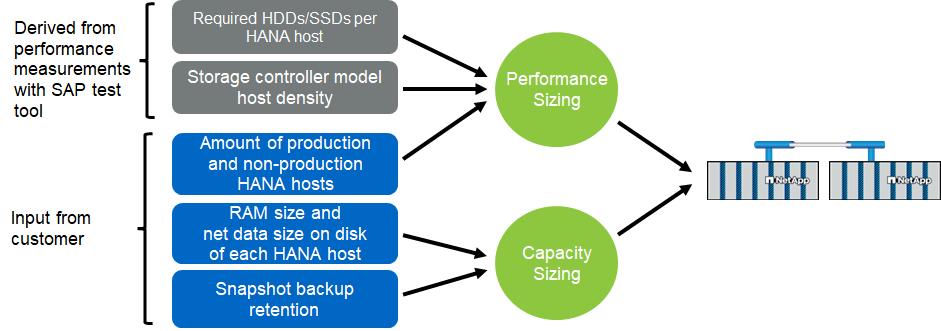 Derived from
performance
measurements
with SAP test
tool
Required HDDs/SSDs per
HANA host
Storage controller model
host density
Performance
Sizing
Input from
customer
Amount of production
and non-production
HANA hosts
RAM size and
net data size on disk
of each HANA host
Snapshot backup
retention
Capacity
Sizing
NetApp
NetApp